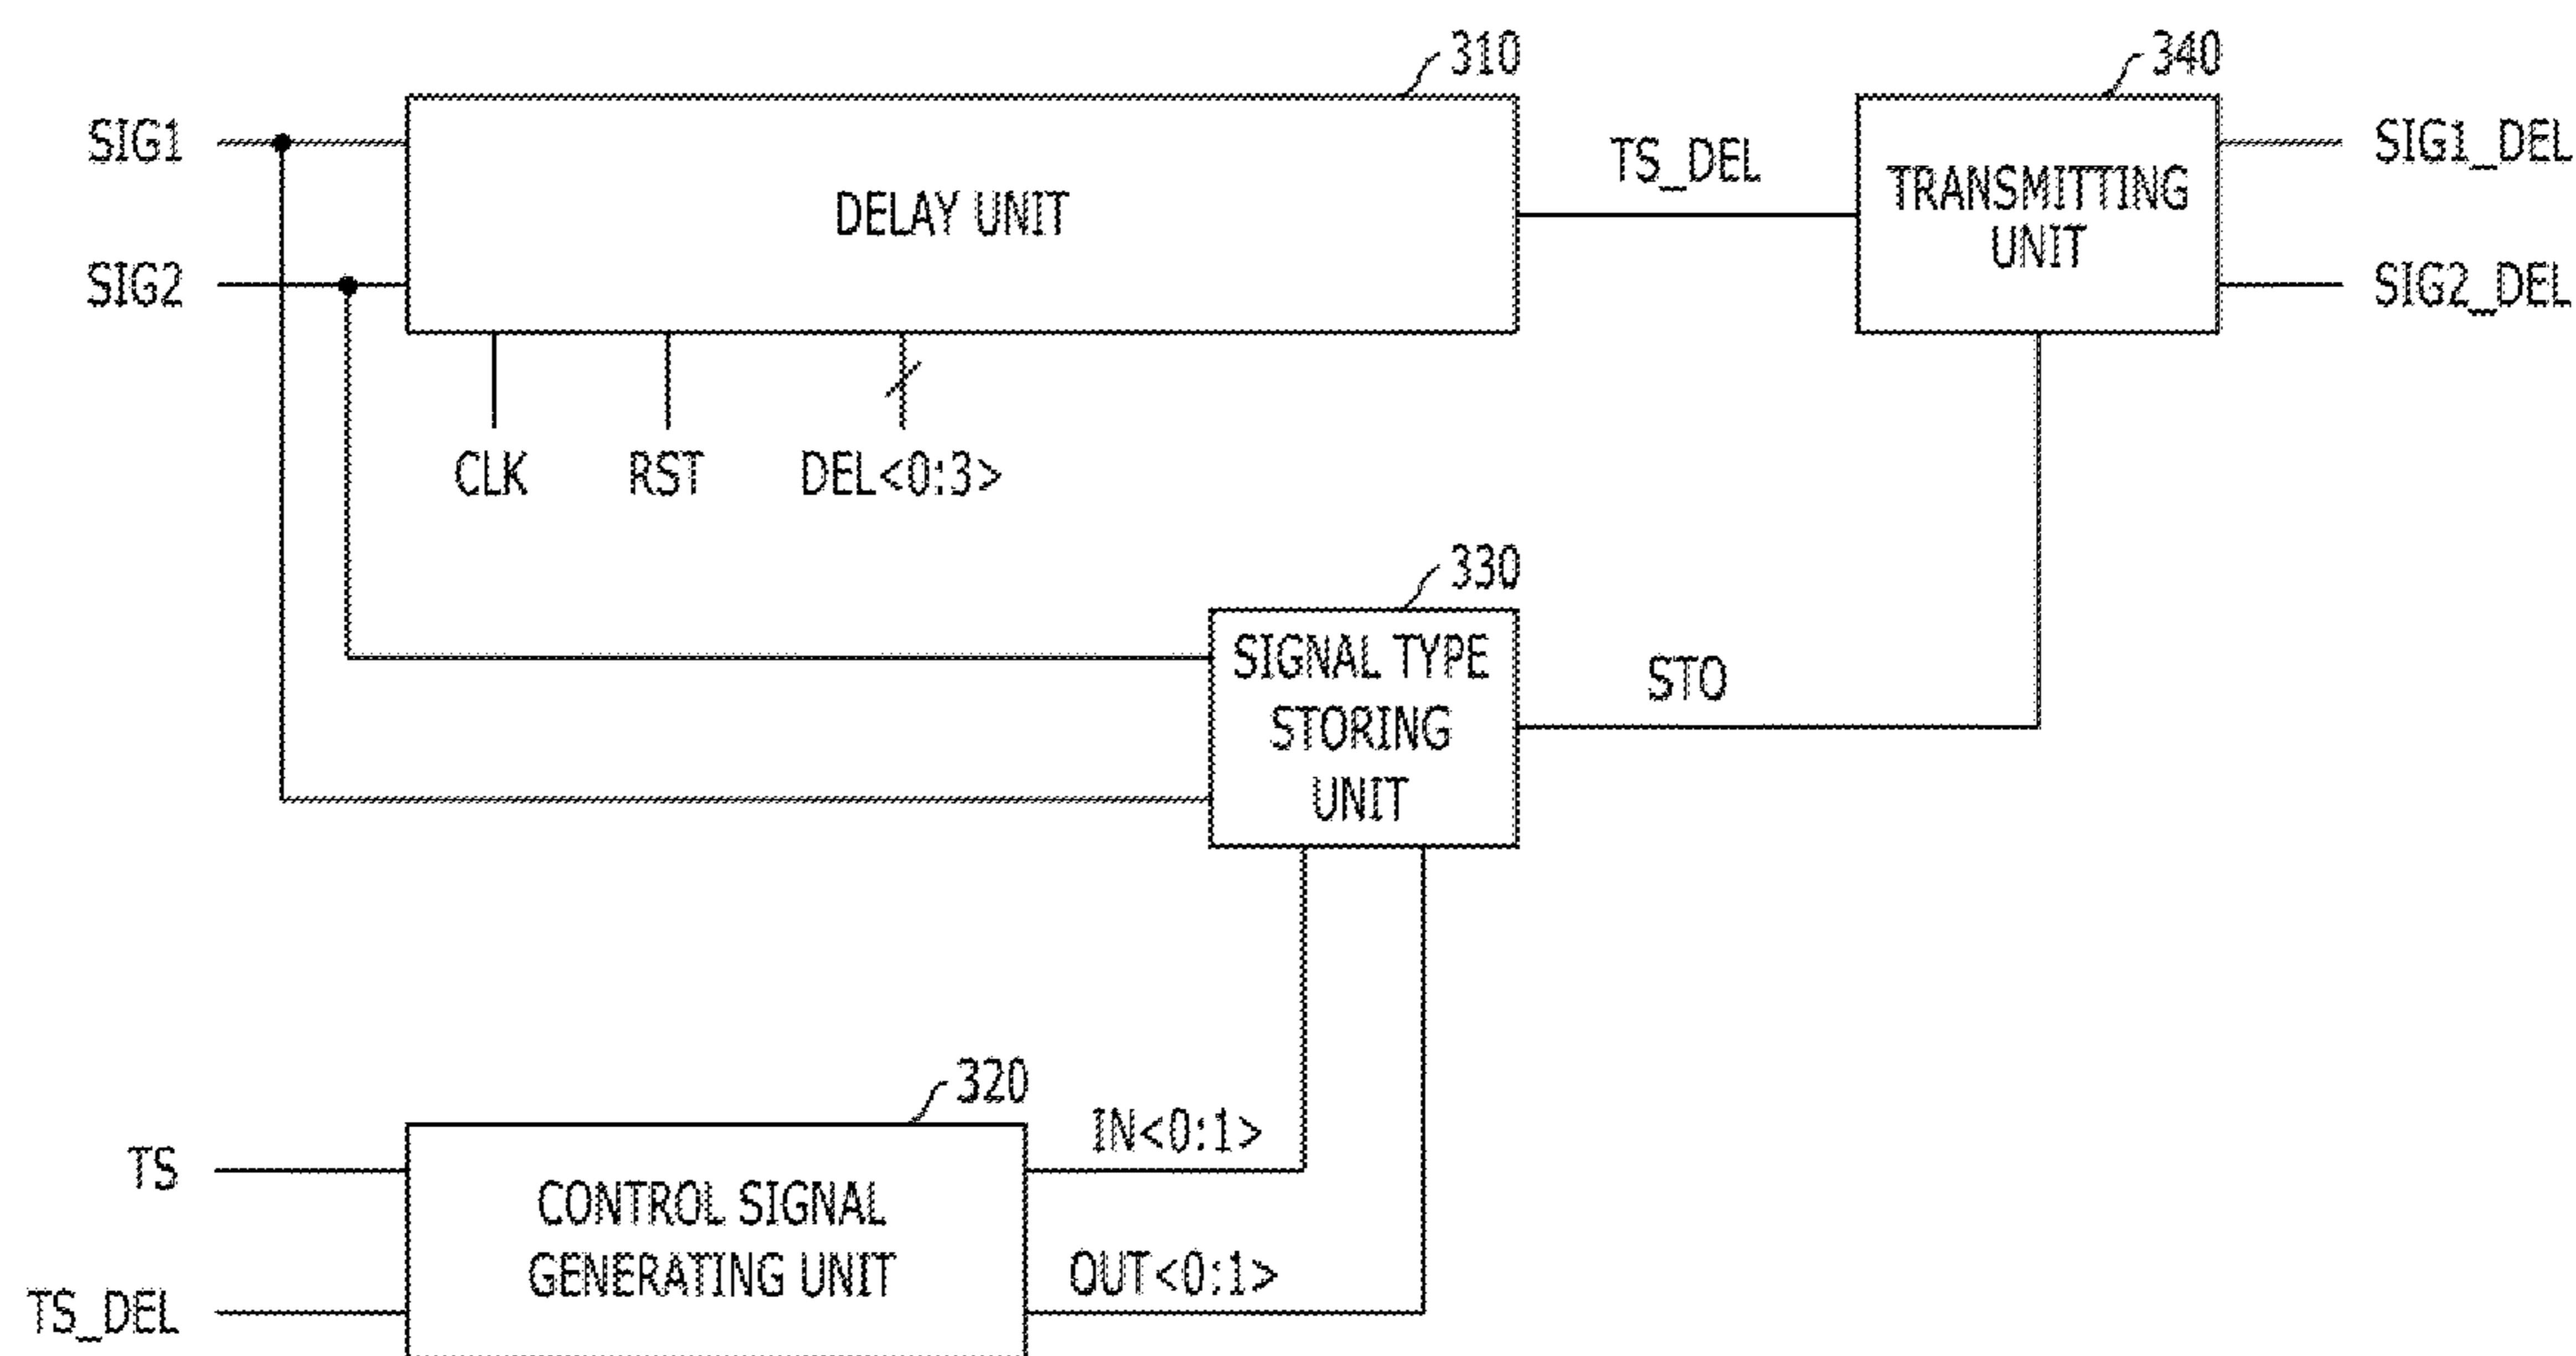 310
340
SIG1
DELAY UNIT
TS_DEL
TRANSMITTING
UNIT
SIG1_DEL
SIG2
SIG2_DEL
CLK
RST
DEL<0:3>
330
SIGNAL TYPE
STORING
UNIT
STO
320
IN<0:1>
TS
CONTROL SIGNAL
GENERATING UNIT
OUT<0:1>
TS_DEL